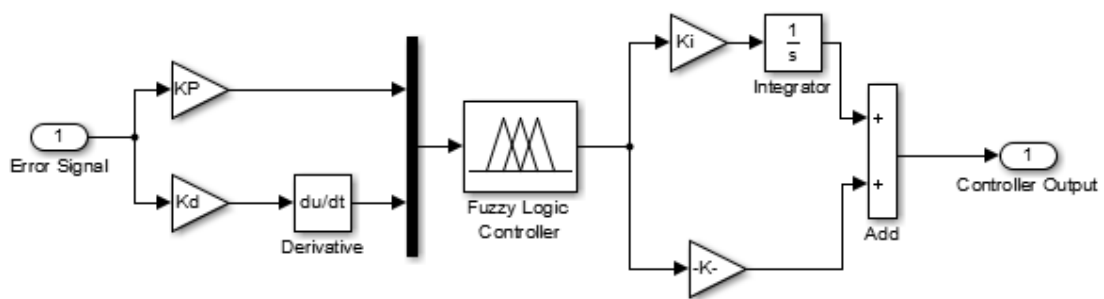 1
Error Signal
KP
Kd
du/dt
Derivative
Fuzzy Logic
Controller
Ki
1
s
Integrator
-K-
+
+
Add
1
Controller Output